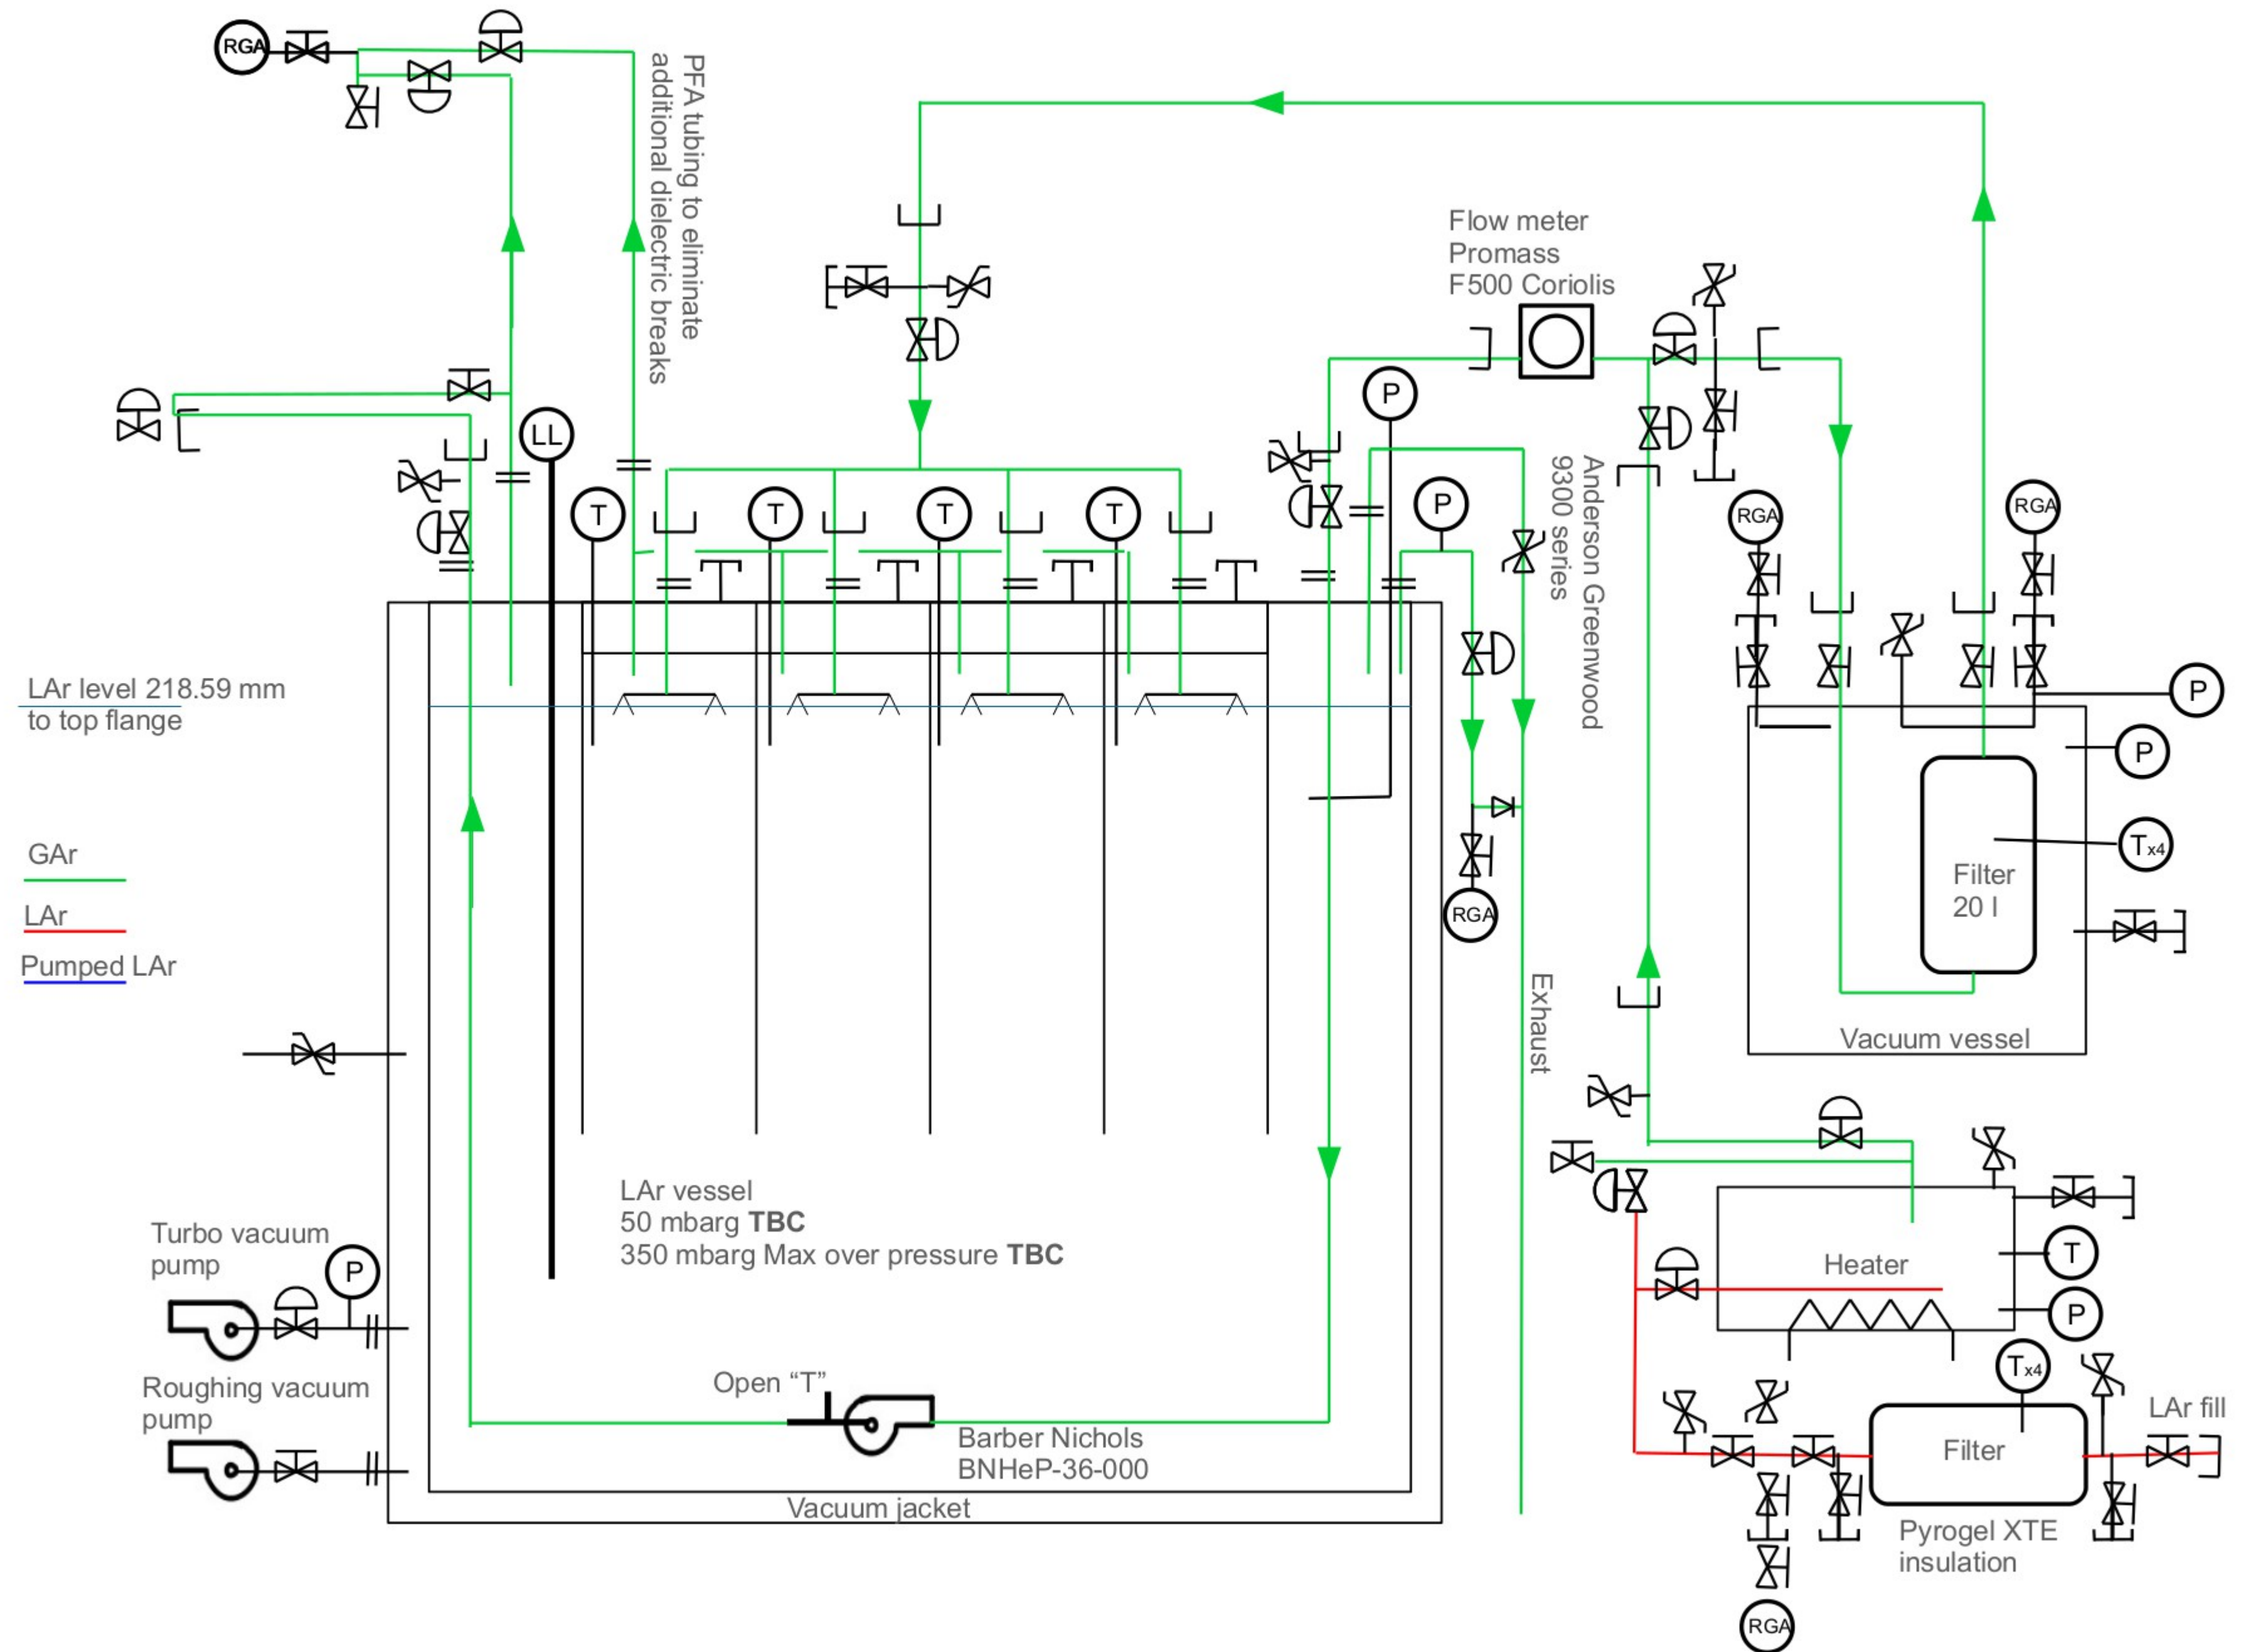 RGA
PFA tubing to eliminate
additional dielectric breaks
Flow meter
Promass
F500 Coriolis
P
LL
T
T
T
T
P
Anderson Greenwood
9300 series
RGA
RGA
LAr level 218.59 mm
to top flange
P
P
Tx4
Filter
20 l
GAr
LAr
Pumped LAr
RGA
Exhaust
Vacuum vessel
LAr vessel
50 mbarg TBC
350 mbarg Max over pressure TBC
Turbo vacuum
pump
P
Heater
T
P
Roughing vacuum
pump
Open “T”
Barber Nichols
BNHeP-36-000
Vacuum jacket
Tx4
Filter
LAr fill
Pyrogel XTE
insulation
RGA